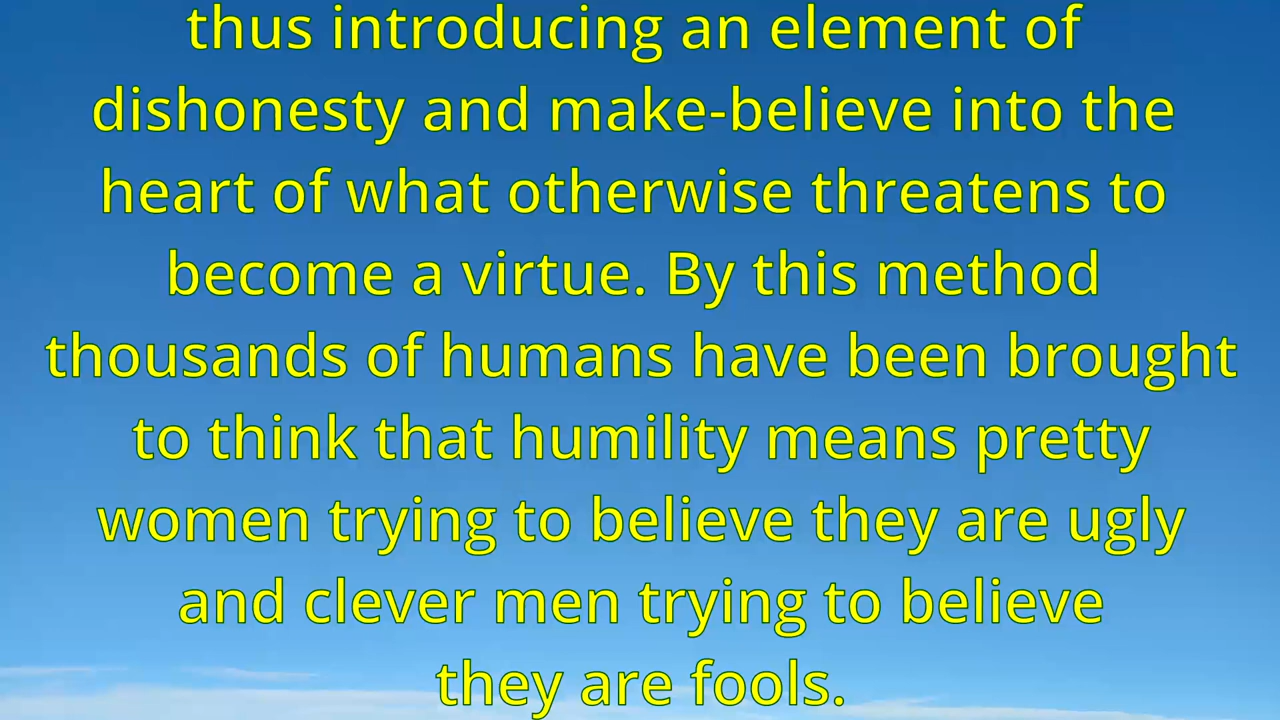 thus introducing an element of
dishonesty and make-believe into the
heart of what otherwise threatens to
become a virtue. By this method
thousands of humans have been brought
to think that humility means pretty
women trying to believe they are ugly
and clever men trying to believe
they are fools.